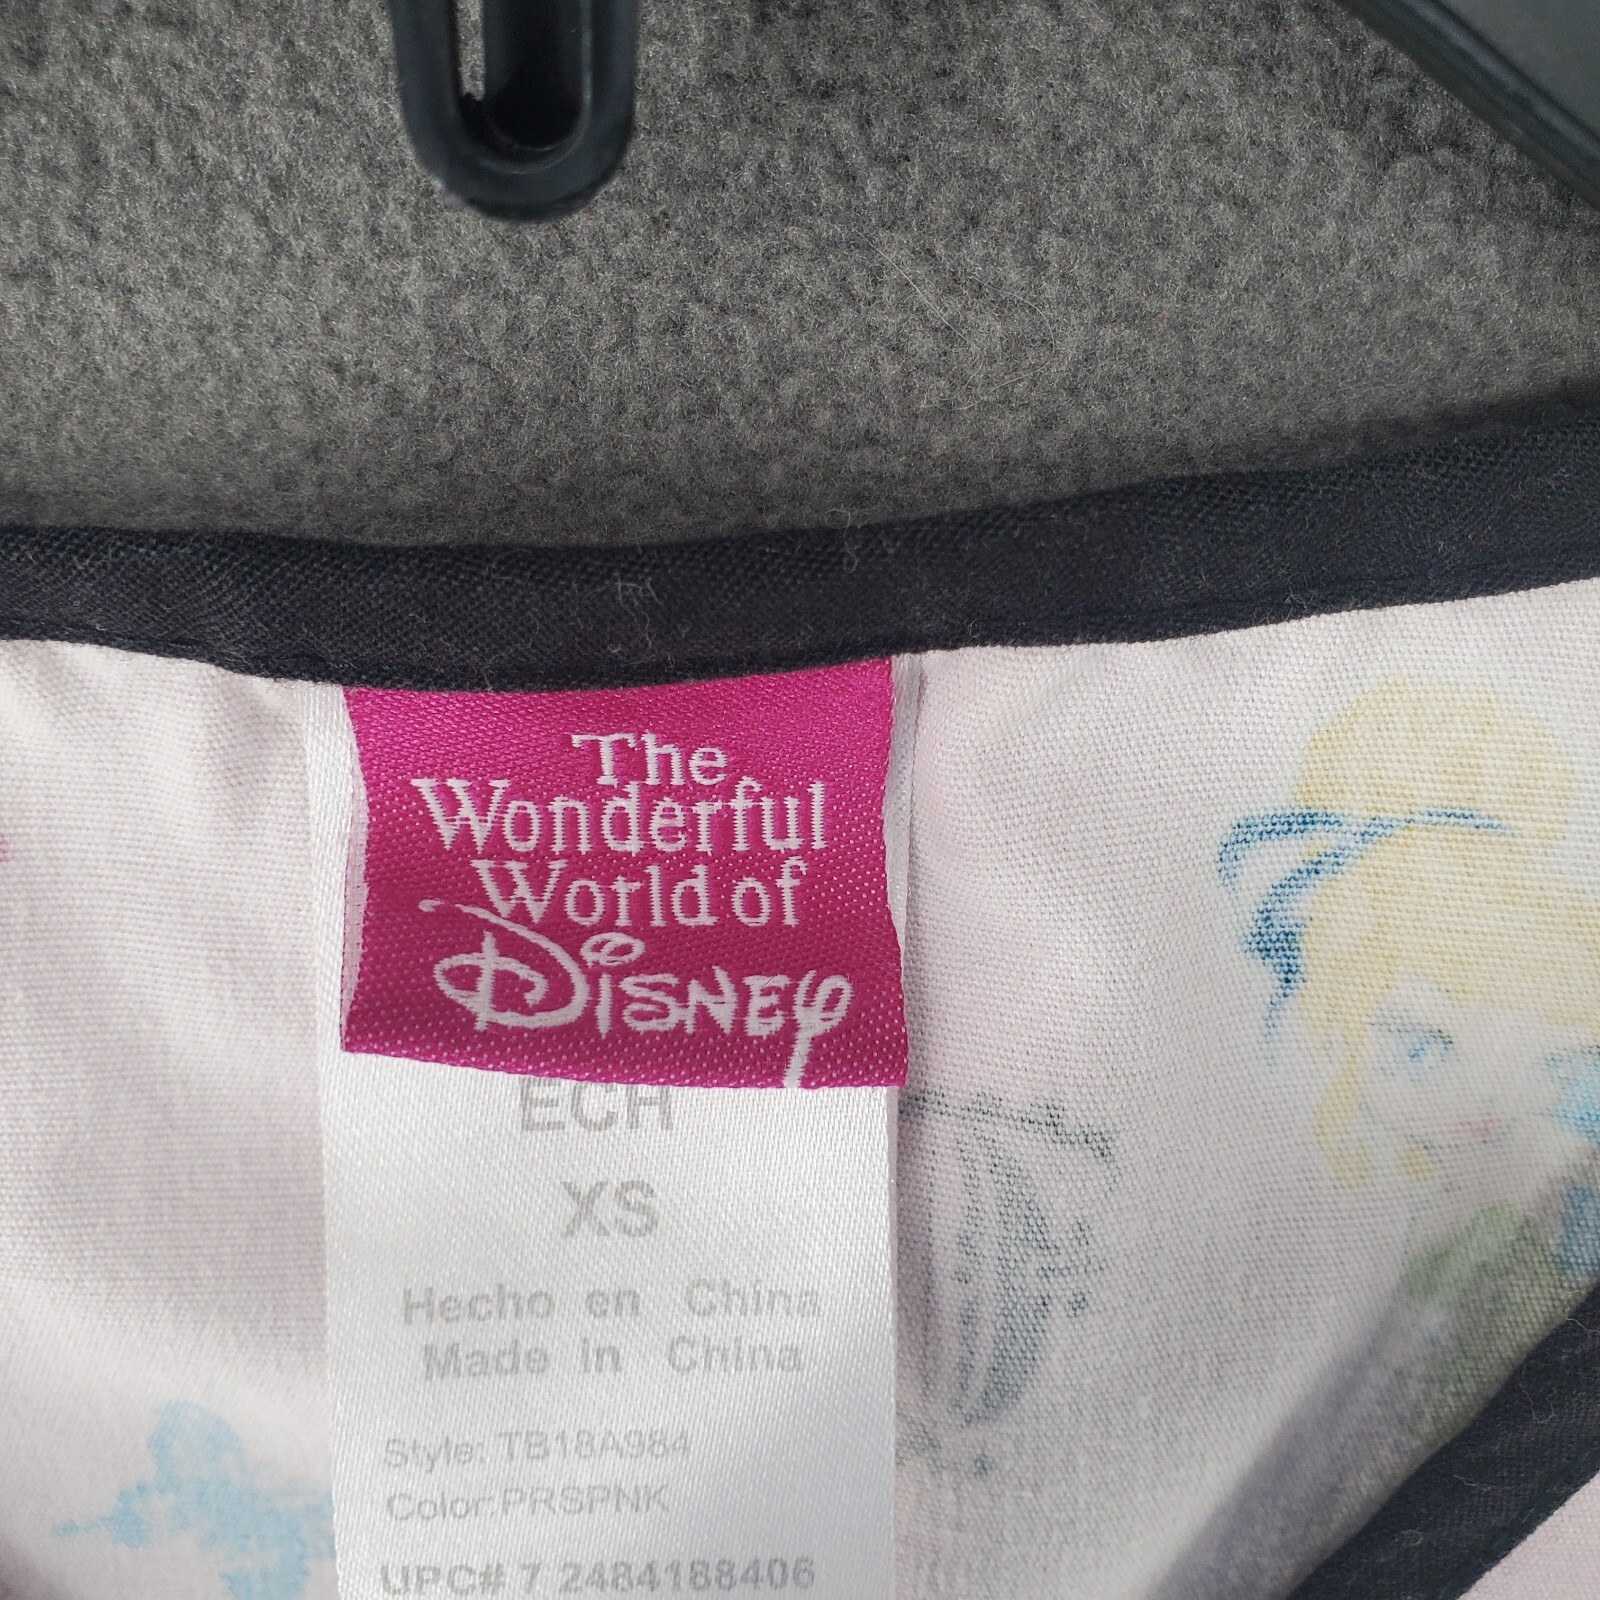 The
Wonderful
World of
Disney
ECH
XS
Hecho en China
Made in China
Style: TB18A984
Color:PRSPNK
UPC# 7 2484188406